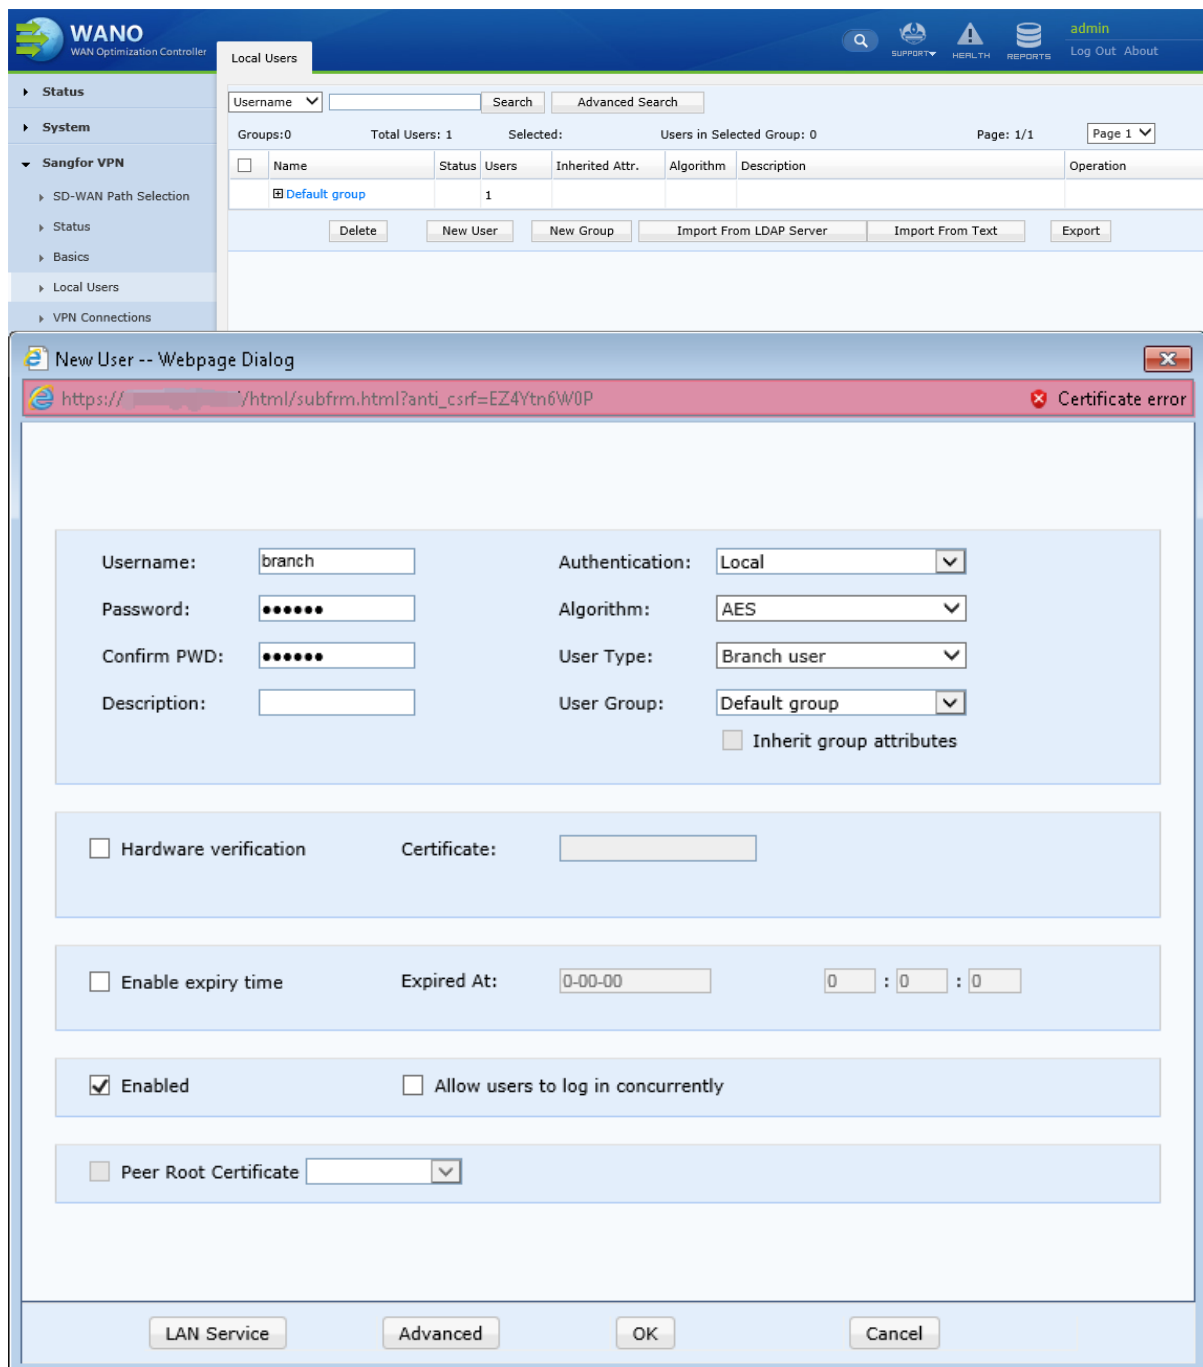 WANO
WAN Optimization Controller
Local Users
SUPPORT
HEALTH
REPORTS
admin
Log Out About
Status
System
Sangfor VPN
SD-WAN Path Selection
Status
Basics
Local Users
VPN Connections
Username Search Advanced Search
Groups:0 Total Users: 1 Selected: Users in Selected Group: 0 Page: 1/1 Page 1
Name Status Users Inherited Attr. Algorithm Description Operation
Default group 1
Delete New User New Group Import From LDAP Server Import From Text Export
New User -- Webpage Dialog
https:// /html/subfrm.html?anti_csrf=EZ4Ytn6W0P Certificate error
Username: branch Authentication: Local
Password: ●●●●●● Algorithm: AES
Confirm PWD: ●●●●●● User Type: Branch user
Description: User Group: Default group
Inherit group attributes
Hardware verification Certificate:
Enable expiry time Expired At: 0-00-00 0 : 0 : 0
Enabled Allow users to log in concurrently
Peer Root Certificate
LAN Service Advanced OK Cancel